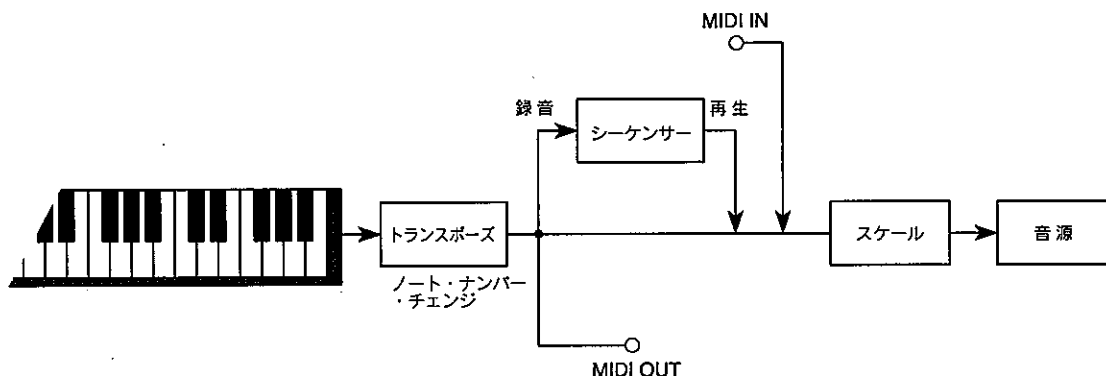 MIDI IN
録音
シーケンサー
再生
トランスポーズ
スケール
音源
ノート・ナンバー
・チェンジ
MIDI OUT